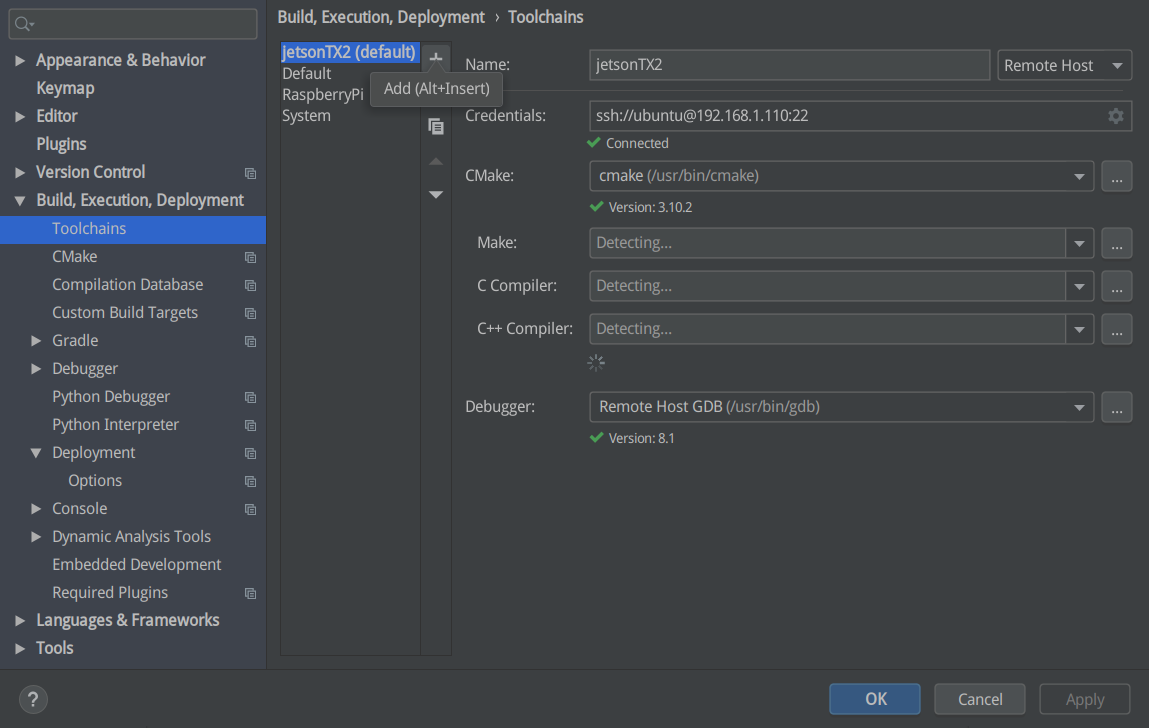 Build, Execution, Deployment › Toolchains
Appearance & Behavior
Keymap
Editor
Plugins
Version Control
Build, Execution, Deployment
Toolchains
CMake
Compilation Database
Custom Build Targets
Gradle
Debugger
Python Debugger
Python Interpreter
Deployment
Options
Console
Dynamic Analysis Tools
Embedded Development
Required Plugins
Languages & Frameworks
Tools
jetsonTX2 (default)
Default
RaspberryPi
System
Add (Alt+Insert)
Name: jetsonTX2 Remote Host
Credentials: ssh://ubuntu@192.168.1.110:22
Connected
CMake: cmake (/usr/bin/cmake) ...
Version: 3.10.2
Make: Detecting... ...
C Compiler: Detecting... ...
C++ Compiler: Detecting... ...
Debugger: Remote Host GDB (/usr/bin/gdb) ...
Version: 8.1
? OK Cancel Apply